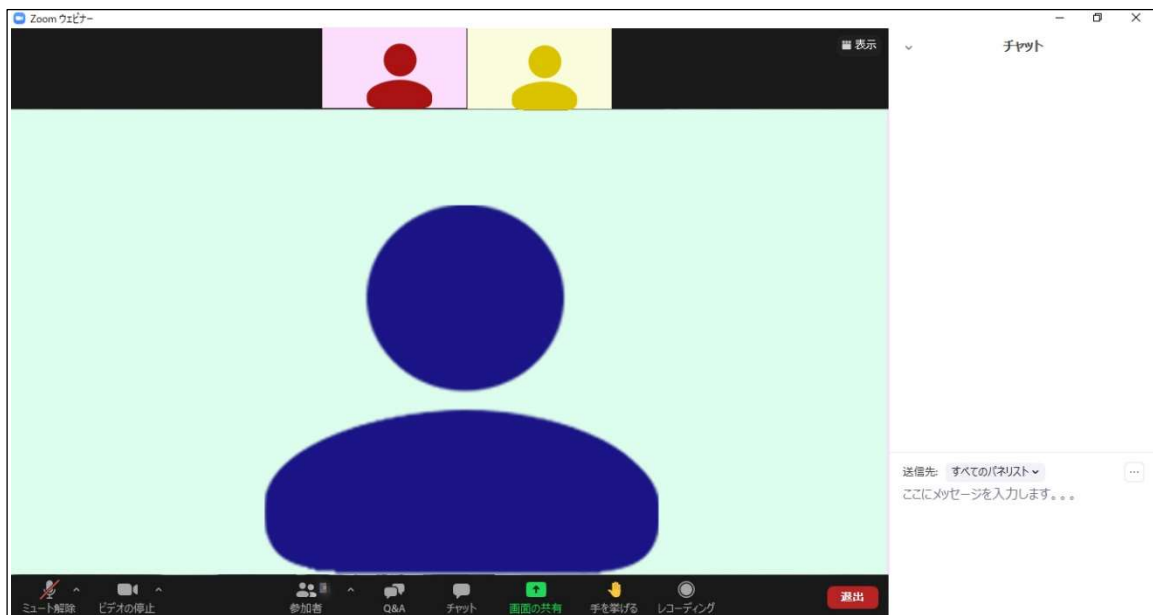 Zoom ウェビナー
表示
チャット
送信先: すべてのパネリスト
ここにメッセージを入力します。。。
ミュート解除
ビデオの停止
参加者
Q&A
チャット
画面の共有
手を挙げる
レコーディング
退出